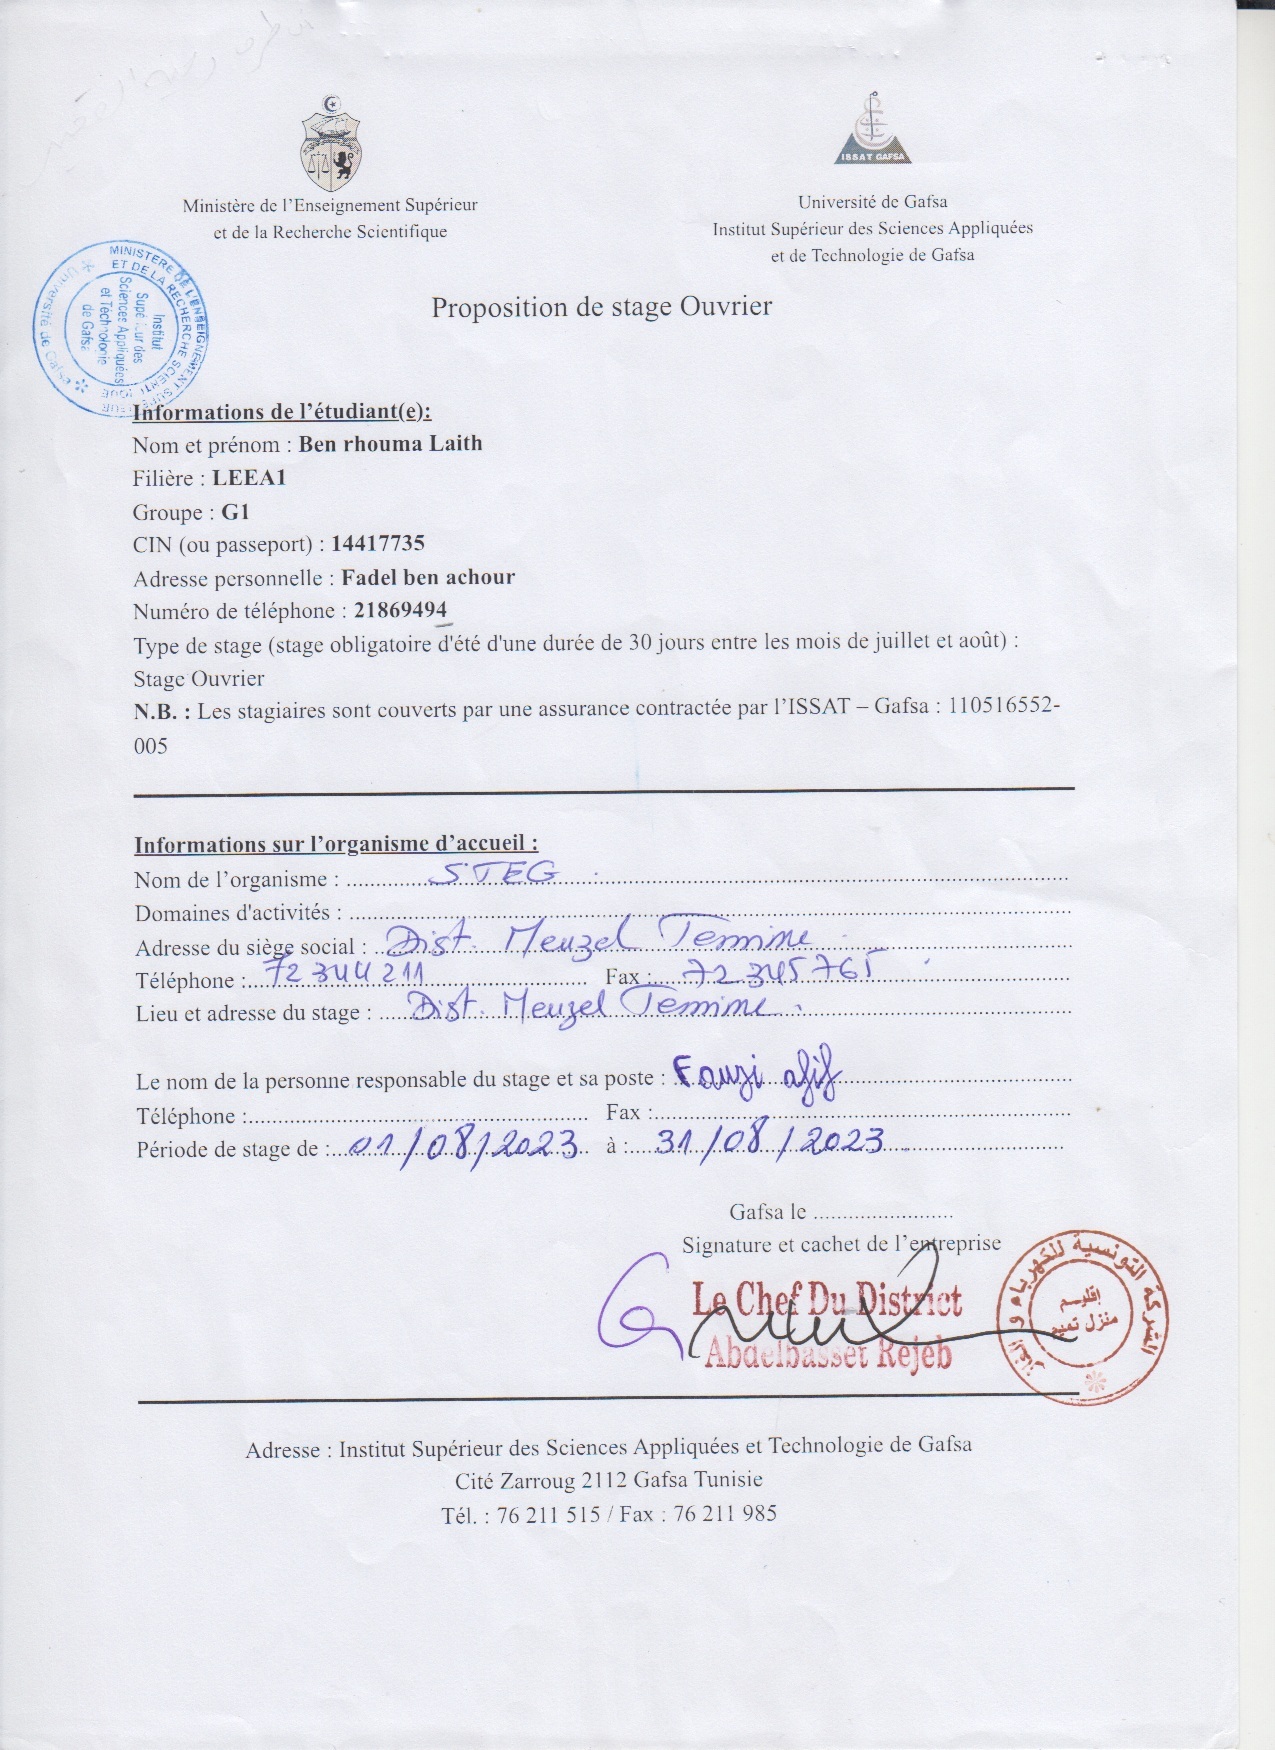 ISSAT GAFSA
Ministère de l'Enseignement Supérieur
et de la Recherche Scientifique
Université de Gafsa
Institut Supérieur des Sciences Appliquées
et de Technologie de Gafsa
MINISTERE DE L'ENSEIGNEMENT SUPERIEUR
ET DE LA RECHERCHE SCIENTIFIQUE
Université de Gafsa
Institut
Supérieur des
Sciences Appliquées
et Technologie
de Gafsa
Proposition de stage Ouvrier
Informations de l'étudiant(e):
Nom et prénom : Ben rhouma Laith
Filière : LEEA1
Groupe : G1
CIN (ou passeport) : 14417735
Adresse personnelle : Fadel ben achour
Numéro de téléphone : 21869494
Type de stage (stage obligatoire d'été d'une durée de 30 jours entre les mois de juillet et août) :
Stage Ouvrier
N.B. : Les stagiaires sont couverts par une assurance contractée par l'ISSAT – Gafsa : 110516552-
005
Informations sur l'organisme d'accueil :
Nom de l'organisme : STEG
Domaines d'activités :
Adresse du siège social : Dist. Menzel Temime
Téléphone : 72 344 211 Fax : 72 345 765
Lieu et adresse du stage : Dist. Menzel Temime
Le nom de la personne responsable du stage et sa poste : Fauzi afif
Téléphone : Fax :
Période de stage de : 01/08/2023 à : 31/08/2023
Gafsa le
Signature et cachet de l'entreprise
Le Chef Du District
Abdelbasset Rejeb
الشركة التونسية للكهرباء و الغاز
إقليم
منزل تميم
Adresse : Institut Supérieur des Sciences Appliquées et Technologie de Gafsa
Cité Zarroug 2112 Gafsa Tunisie
Tél. : 76 211 515 / Fax : 76 211 985